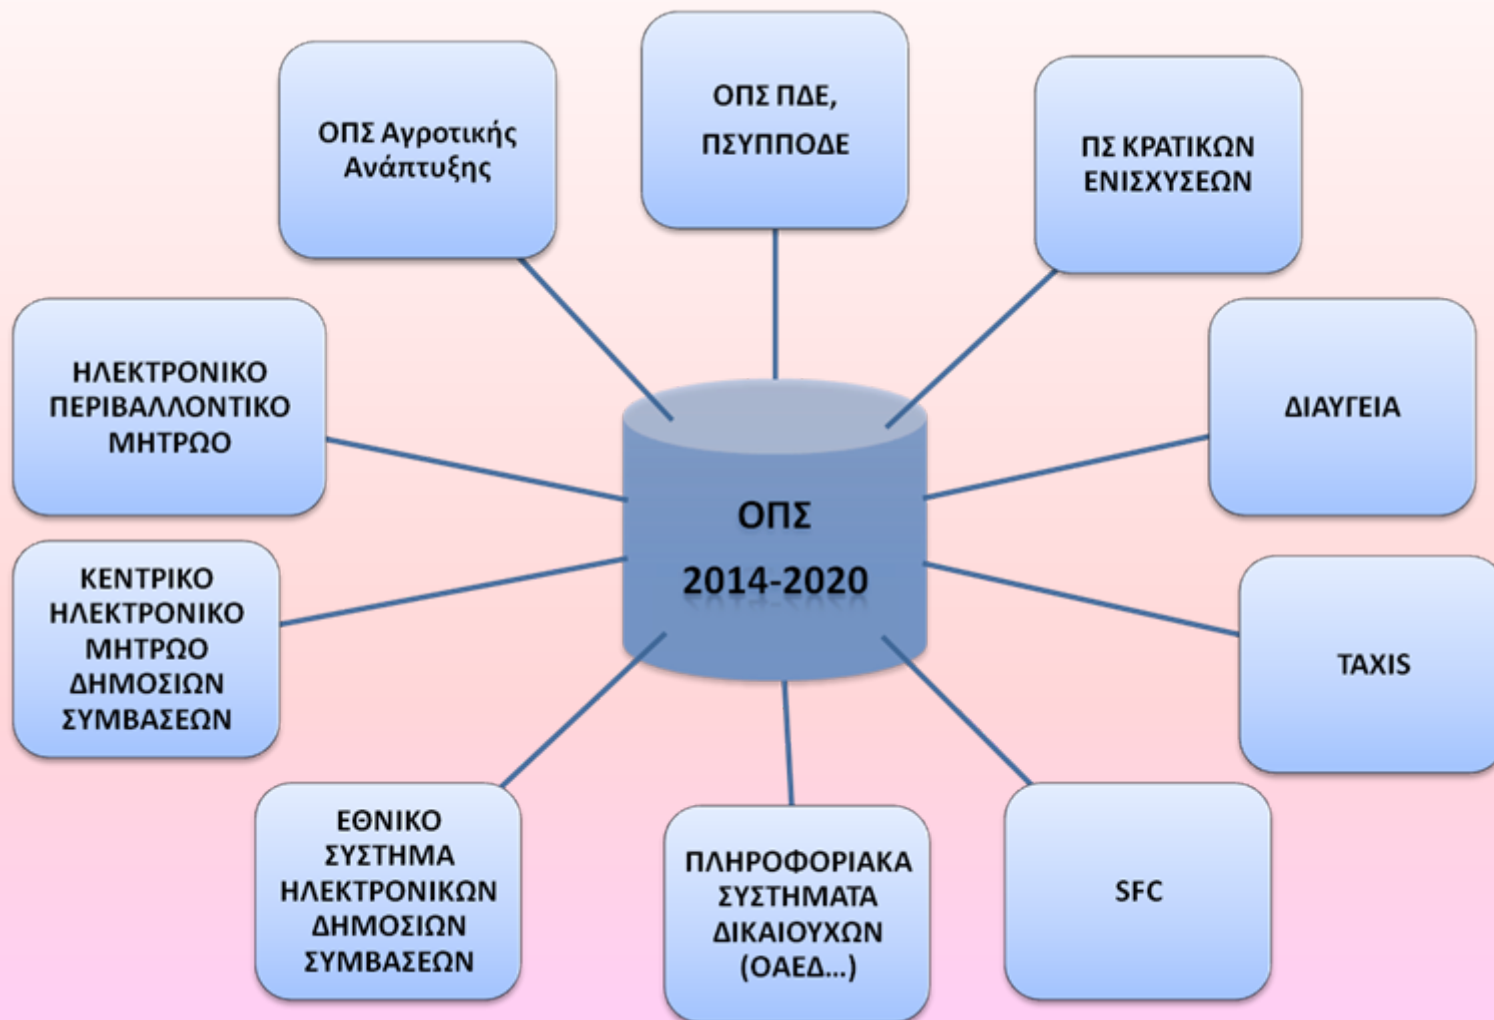 ΟΠΣ Αγροτικής
Ανάπτυξης
ΟΠΣ ΠΔΕ,
ΠΣΥΠΠΟΔΕ
ΠΣ ΚΡΑΤΙΚΩΝ
ΕΝΙΣΧΥΣΕΩΝ
ΗΛΕΚΤΡΟΝΙΚΟ
ΠΕΡΙΒΑΛΛΟΝΤΙΚΟ
ΜΗΤΡΩΟ
ΔΙΑΥΓΕΙΑ
ΟΠΣ
2014-2020
ΚΕΝΤΡΙΚΟ
ΗΛΕΚΤΡΟΝΙΚΟ
ΜΗΤΡΩΟ
ΔΗΜΟΣΙΩΝ
ΣΥΜΒΑΣΕΩΝ
TAXIS
ΕΘΝΙΚΟ
ΣΥΣΤΗΜΑ
ΗΛΕΚΤΡΟΝΙΚΩΝ
ΔΗΜΟΣΙΩΝ
ΣΥΜΒΑΣΕΩΝ
ΠΛΗΡΟΦΟΡΙΑΚΑ
ΣΥΣΤΗΜΑΤΑ
ΔΙΚΑΙΟΥΧΩΝ
(ΟΑΕΔ...)
SFC